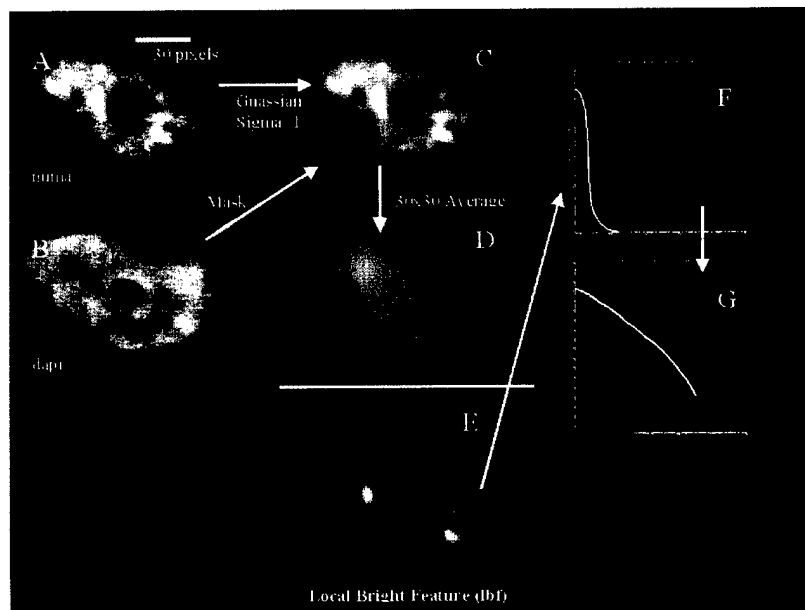 30 pixels
A
C
F
Guassian
Sigma 1
numa
Mask
30x30 Average
B
D
G
dapi
E
Local Bright Feature (lbf)